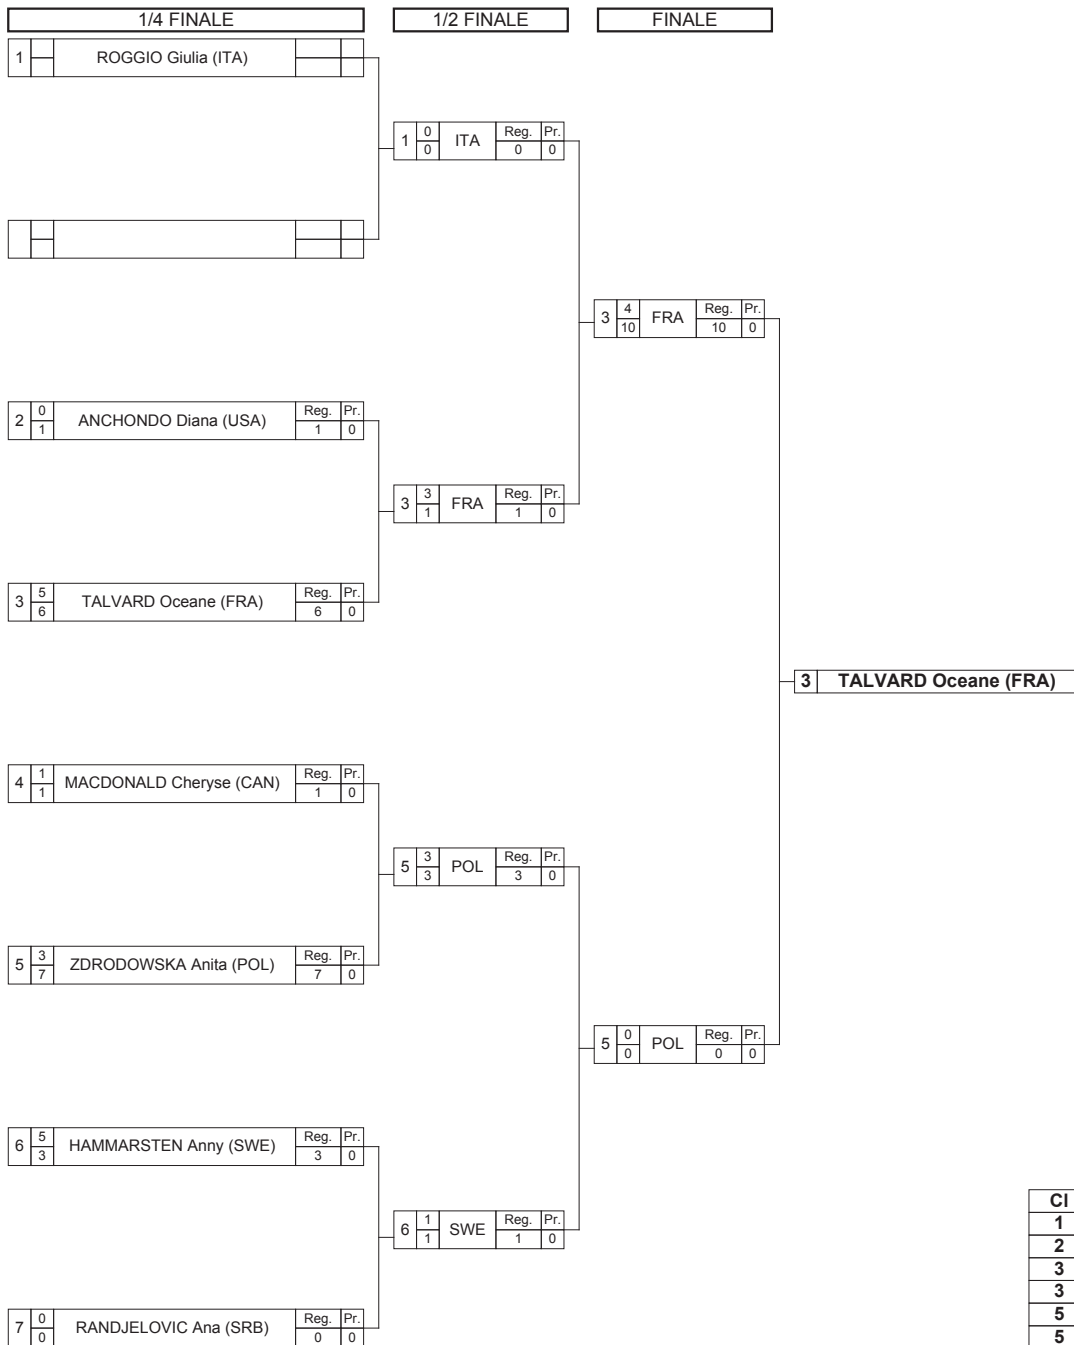 1/4 FINALE 1/2 FINALE FINALE
1 ROGGIO Giulia (ITA)
1 0 ITA Reg. Pr.
0 0 0
3 4 FRA Reg. Pr.
10 10 0
2 0 ANCHONDO Diana (USA) Reg. Pr.
1 1 0
3 3 FRA Reg. Pr.
1 1 0
3 5 TALVARD Oceane (FRA) Reg. Pr.
6 6 0
3 TALVARD Oceane (FRA)
4 1 MACDONALD Cheryse (CAN) Reg. Pr.
1 1 0
5 3 POL Reg. Pr.
3 3 0
5 3 ZDRODOWSKA Anita (POL) Reg. Pr.
7 7 0
5 0 POL Reg. Pr.
0 0 0
6 5 HAMMARSTEN Anny (SWE) Reg. Pr.
3 3 0
6 1 SWE Reg. Pr.
1 1 0
7 0 RANDJELOVIC Ana (SRB) Reg. Pr.
0 0 0
Cl
1
2
3
3
5
5